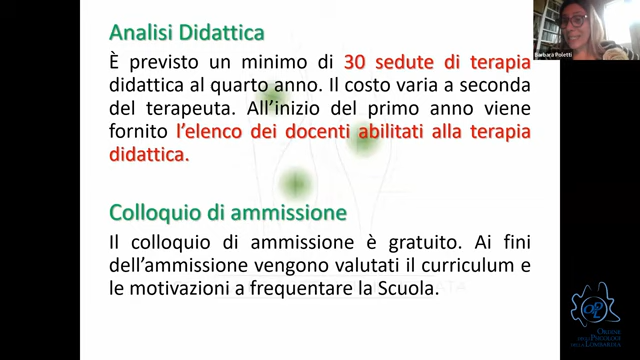 Analisi Didattica
È previsto un minimo di 30 sedute di terapia
didattica al quarto anno. Il costo varia a seconda
del terapeuta. All'inizio del primo anno viene
fornito l'elenco dei docenti abilitati alla terapia
didattica.
Colloquio di ammissione
Il colloquio di ammissione è gratuito. Ai fini
dell'ammissione vengono valutati il curriculum e
le motivazioni a frequentare la Scuola.
Barbara Poletti
Ordine
degli Psicologi
della Lombardia